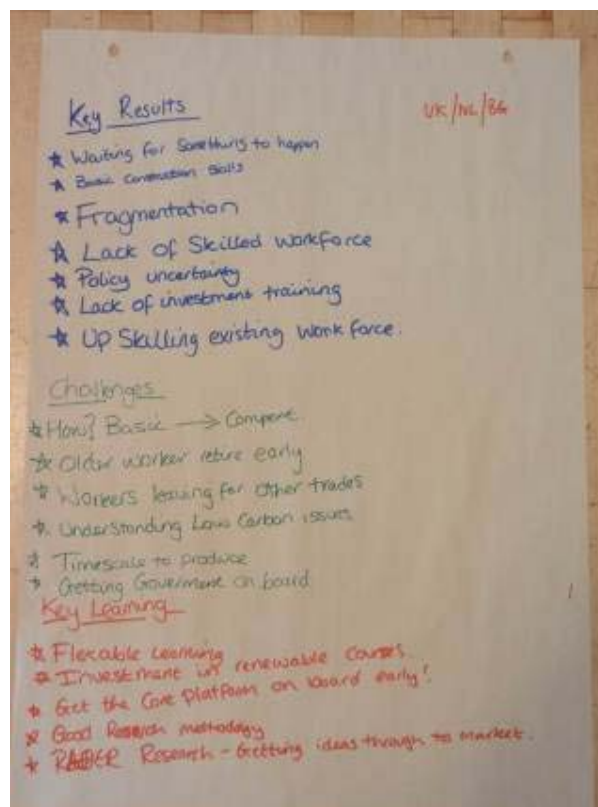 Key Results
UK/NL/BG
* Waiting for Something to happen
* Basic Construction Skills
* Fragmentation
* Lack of Skilled Workforce
* Policy uncertainty
* Lack of investment training
* Up Skilling existing Work force.
Challenges
* How? Basic →
* Older worker retire early
* Workers leaving for other trades
* Understanding Low Carbon issues
* Timescale to produce
* Getting Goverment on board
Key Learning
* Flexable Learning
* Investment in renewable courses.
* Get the Core Platform on board early!
* Good Research methodology
* Research - Getting ideas through to market.